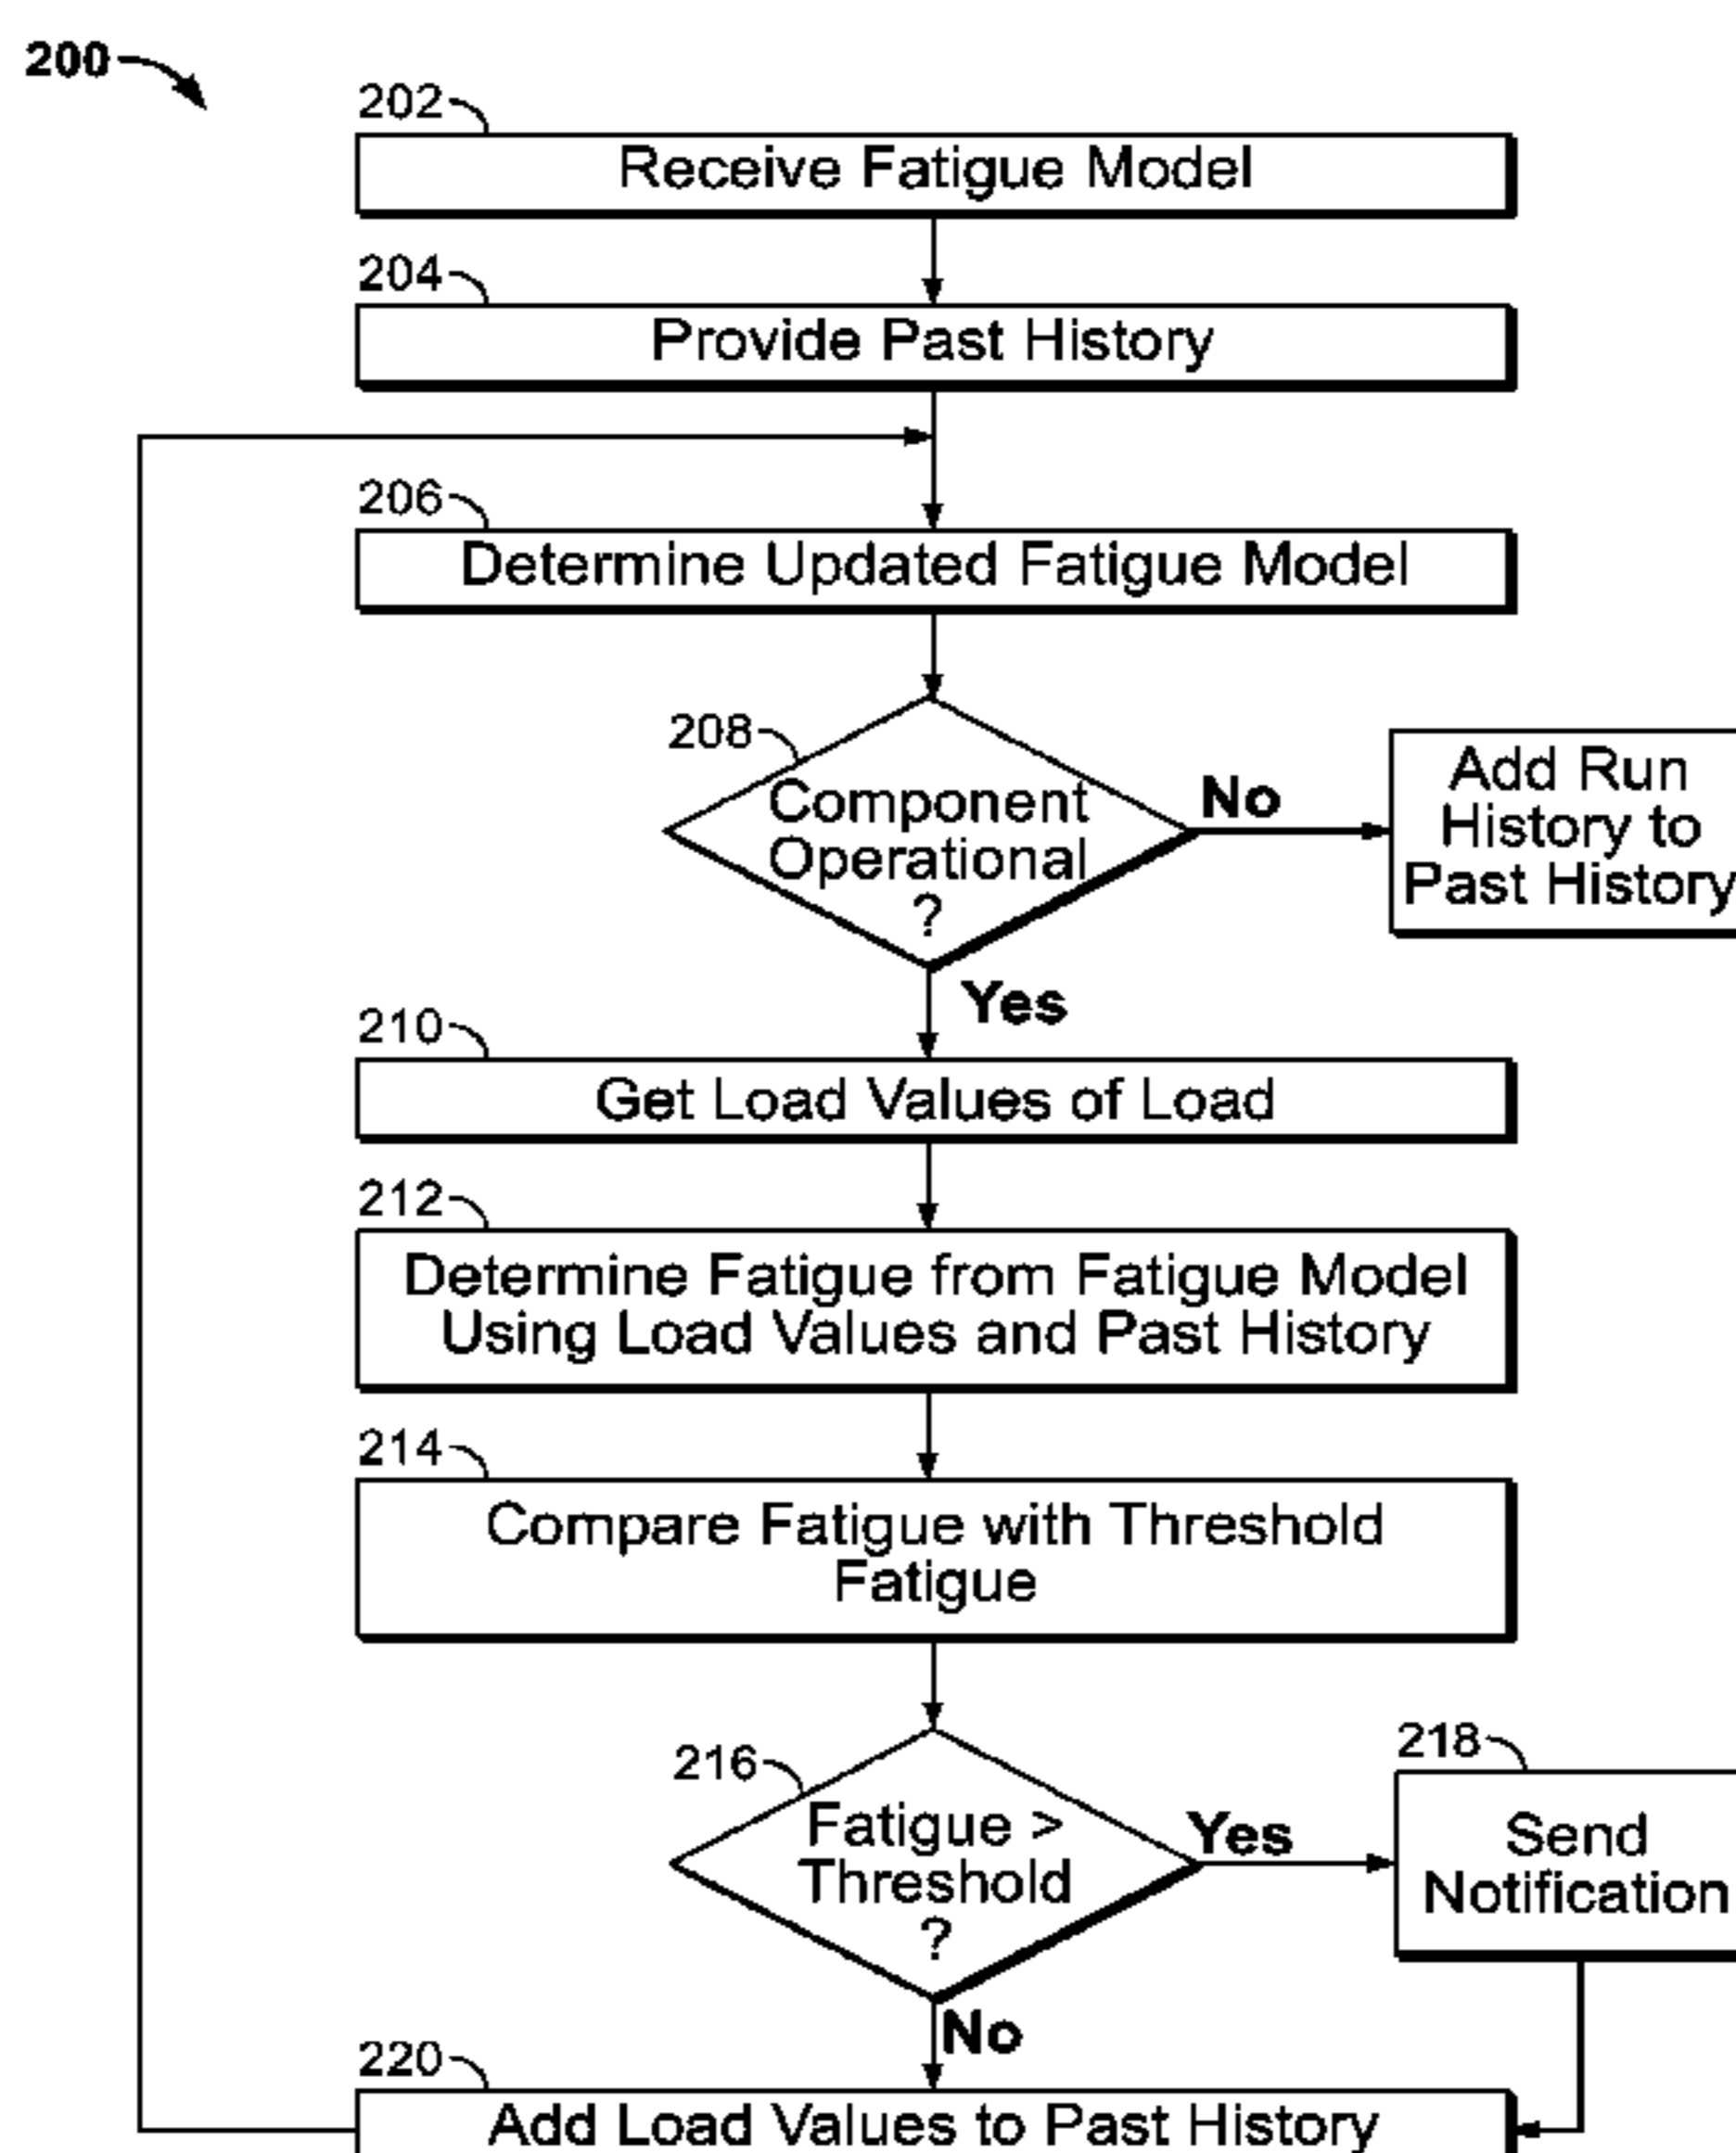 200
202
Receive Fatigue Model
204
Provide Past History
206
Determine Updated Fatigue Model
208
Component
Operational
?
No
Add Run
History to
Past History
Yes
210
Get Load Values of Load
212
Determine Fatigue from Fatigue Model
Using Load Values and Past History
214
Compare Fatigue with Threshold
Fatigue
216
Fatigue >
Threshold
?
Yes
218
Send
Notification
No
220
Add Load Values to Past History